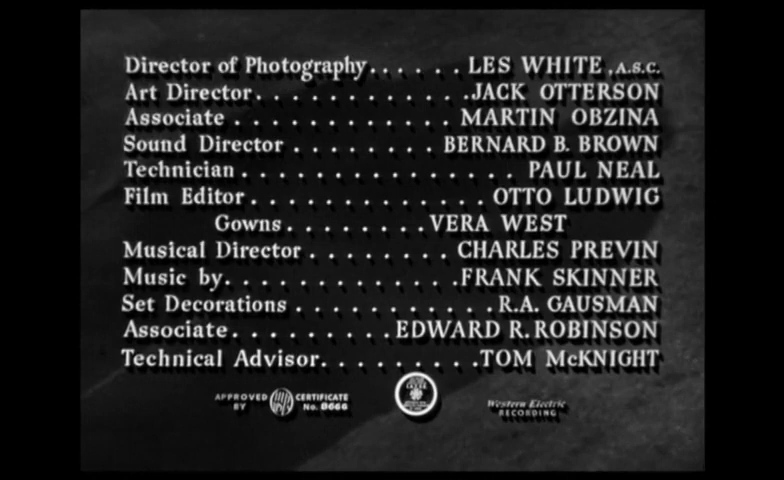 Director of Photography . . . . . . LES WHITE, A.S.C.
Art Director . . . . . . . . . . . . JACK OTTERSON
Associate . . . . . . . . . . . . MARTIN OBZINA
Sound Director . . . . . . . . BERNARD B. BROWN
Technician . . . . . . . . . . . . . . . . PAUL NEAL
Film Editor . . . . . . . . . . . . . OTTO LUDWIG
Gowns . . . . . . . . VERA WEST
Musical Director . . . . . . . . CHARLES PREVIN
Music by . . . . . . . . . . . . . FRANK SKINNER
Set Decorations . . . . . . . . . . . R.A. GAUSMAN
Associate . . . . . . . . . EDWARD R. ROBINSON
Technical Advisor . . . . . . . . . TOM McKNIGHT
APPROVED BY CERTIFICATE No. 8666
Western Electric
RECORDING